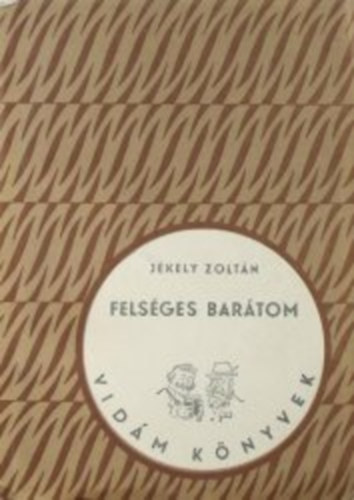 JÉKELY ZOLTÁN
FELSÉGES BARÁTOM
VIDÁM KÖNYVEK